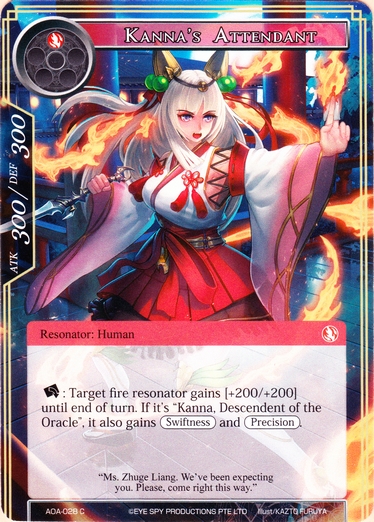 Kanna's Attendant
ATK 300 / DEF 300
Resonator: Human
: Target fire resonator gains [+200/+200]
until end of turn. If it's "Kanna, Descendent of the
Oracle", it also gains Swiftness and Precision.
"Ms. Zhuge Liang. We've been expecting
you. Please, come right this way."
AOA-028 C ©EYE SPY PRODUCTIONS PTE LTD Illust/KAZTO FURUYA